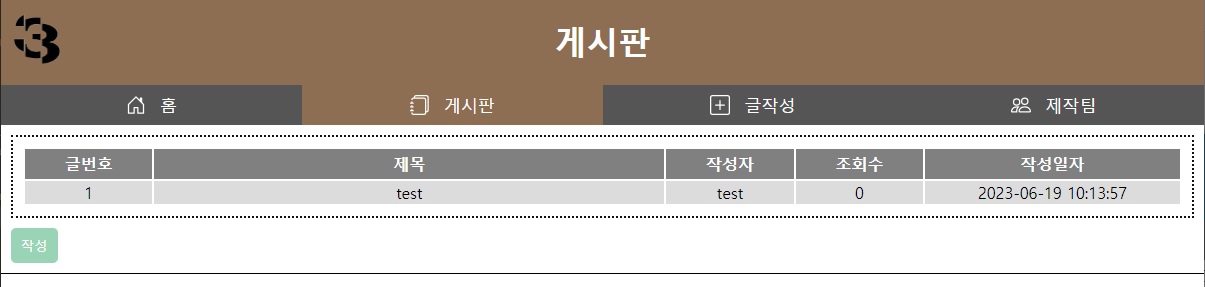 3
게시판
홈 게시판 글작성 제작팀
글번호 제목 작성자 조회수 작성일자
1 test test 0 2023-06-19 10:13:57
작성